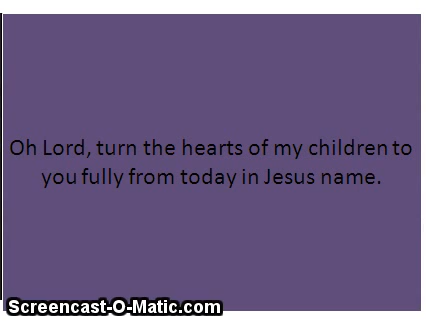 Oh Lord, turn the hearts of my children to
you fully from today in Jesus name.
Screencast-O-Matic.com